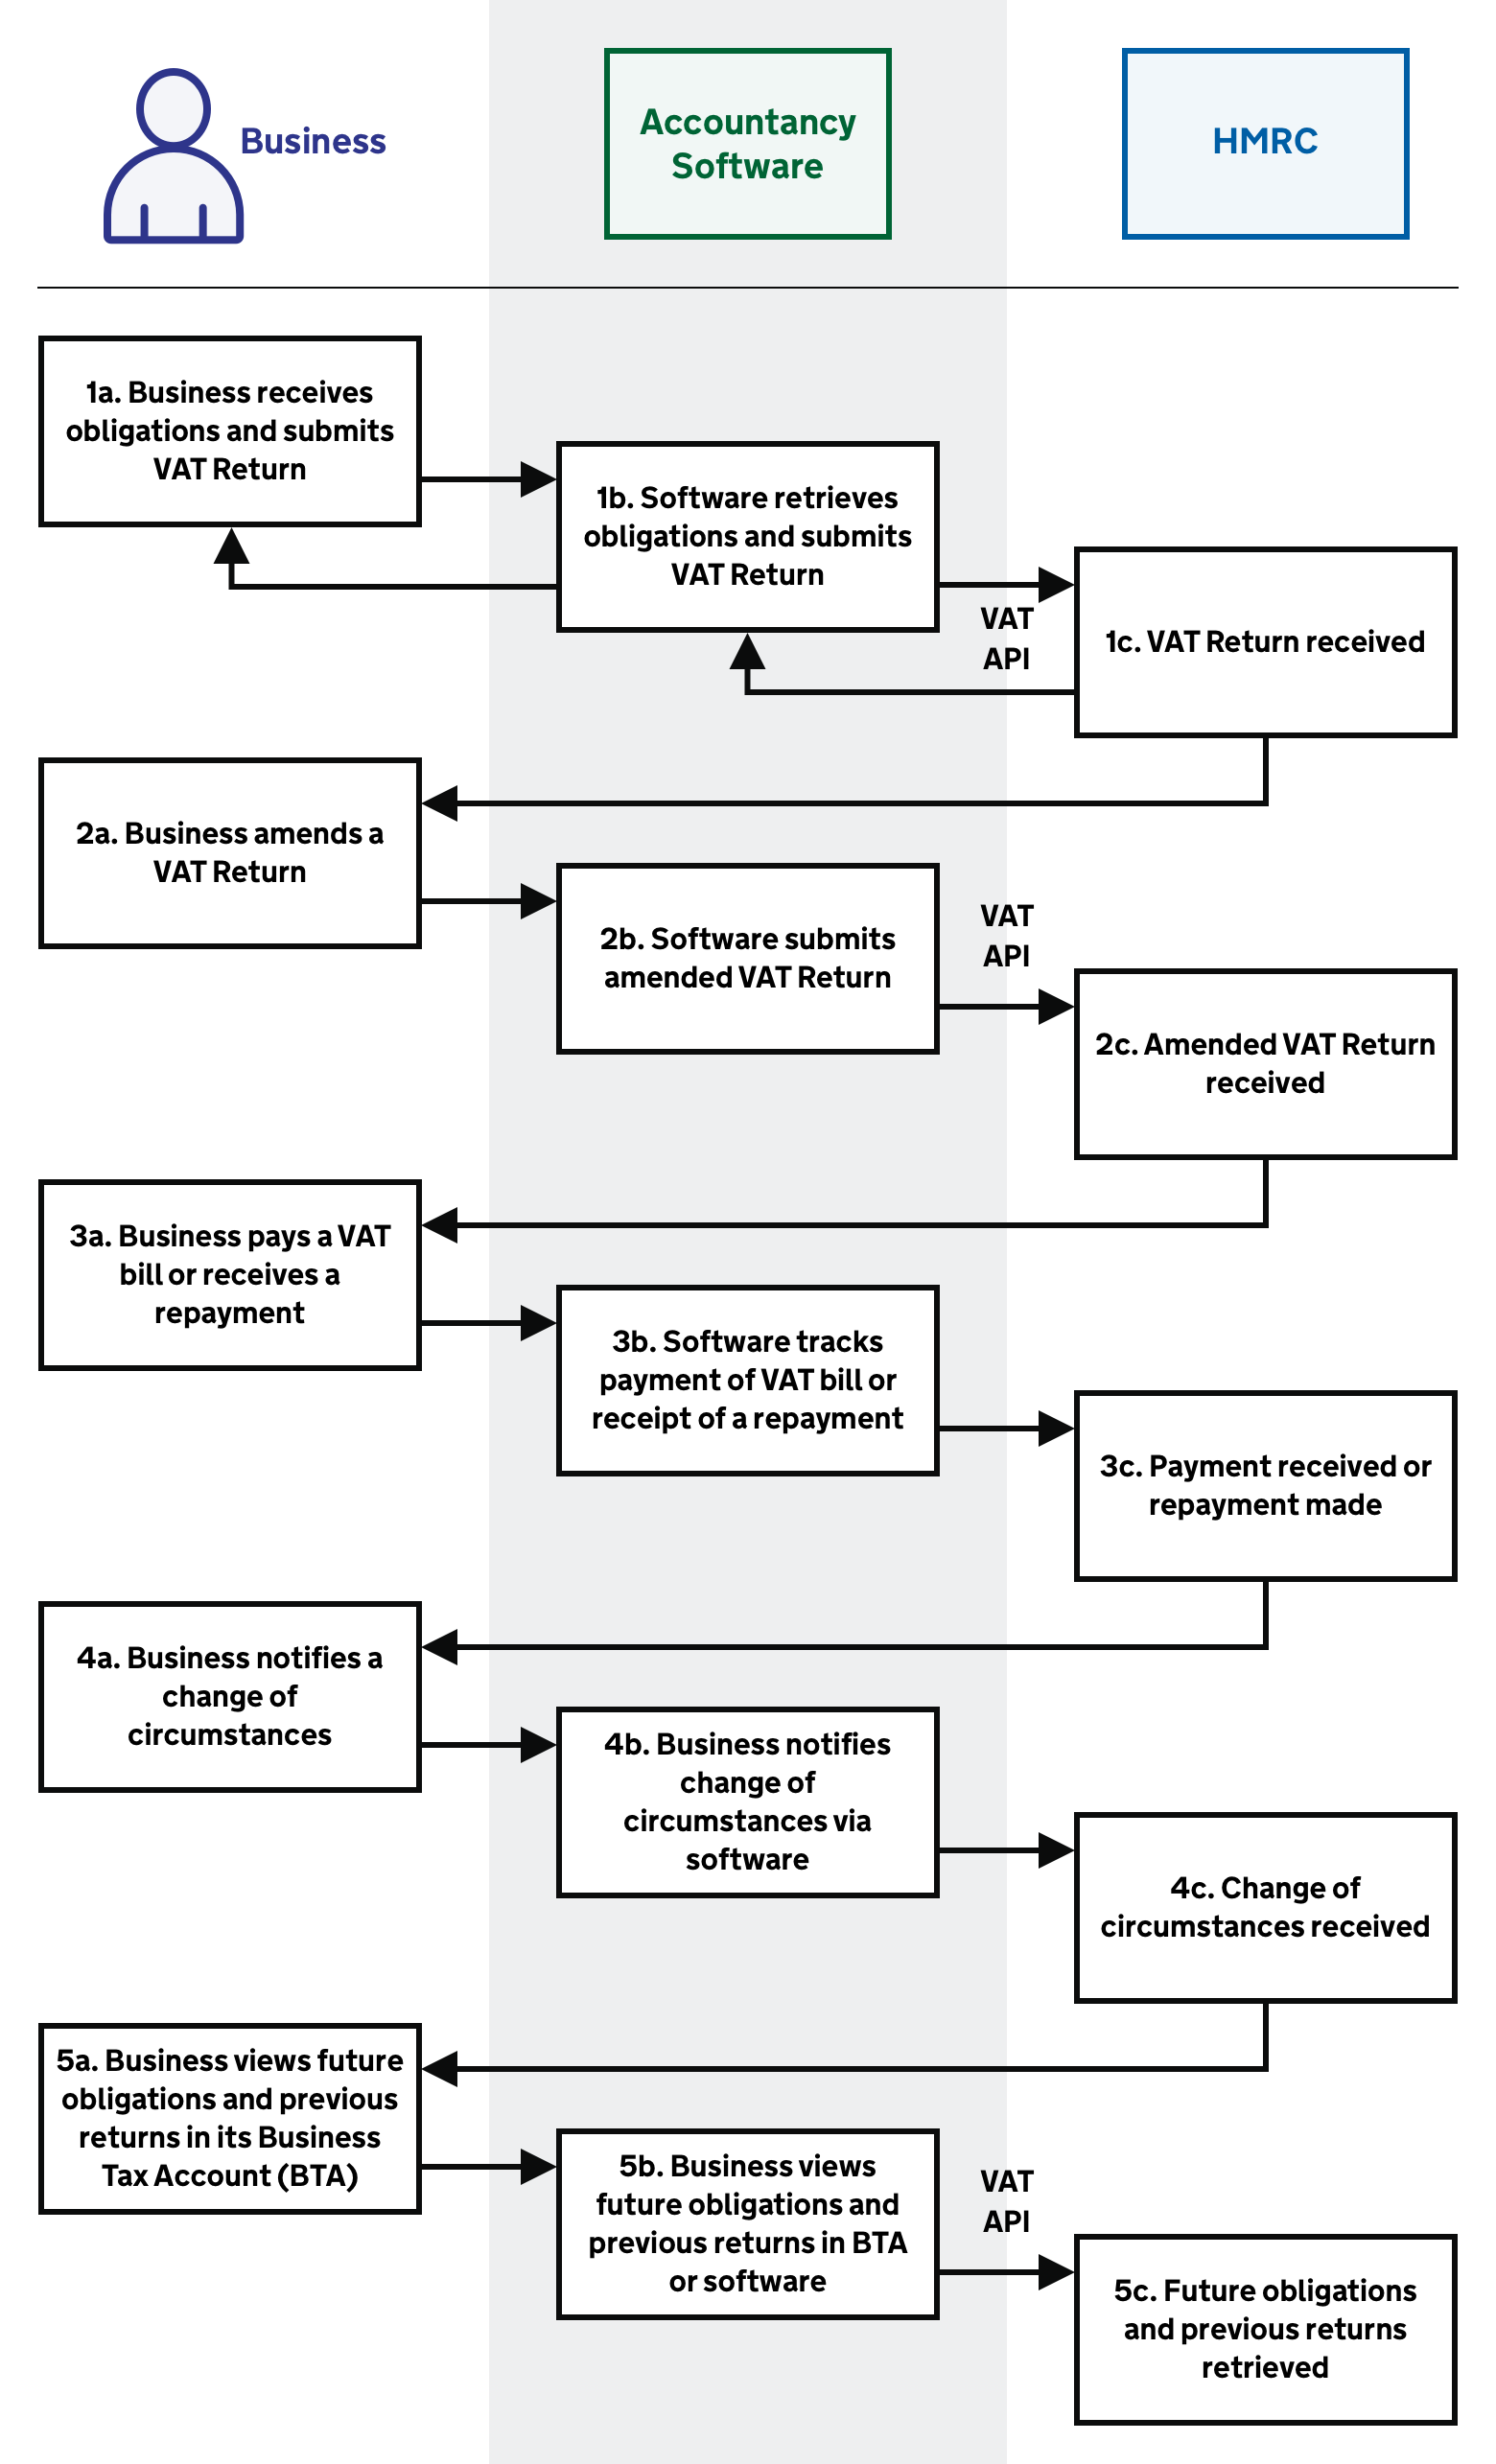 Business
Accountancy
Software
HMRC
1a. Business receives
obligations and submits
VAT Return
1b. Software retrieves
obligations and submits
VAT Return
VAT
API
1c. VAT Return received
2a. Business amends a
VAT Return
2b. Software submits
amended VAT Return
VAT
API
2c. Amended VAT Return
received
3a. Business pays a VAT
bill or receives a
repayment
3b. Software tracks
payment of VAT bill or
receipt of a repayment
3c. Payment received or
repayment made
4a. Business notifies a
change of
circumstances
4b. Business notifies
change of
circumstances via
software
4c. Change of
circumstances received
5a. Business views future
obligations and previous
returns in its Business
Tax Account (BTA)
5b. Business views
future obligations and
previous returns in BTA
or software
VAT
API
5c. Future obligations
and previous returns
retrieved